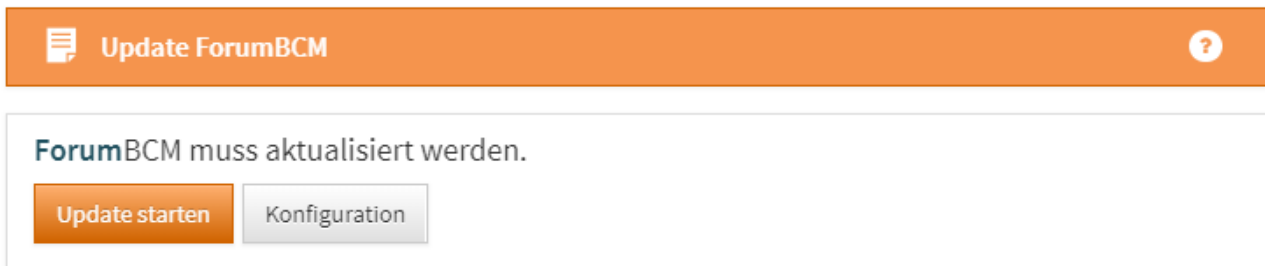 Update ForumBCM
?
ForumBCM muss aktualisiert werden.
Update starten Konfiguration